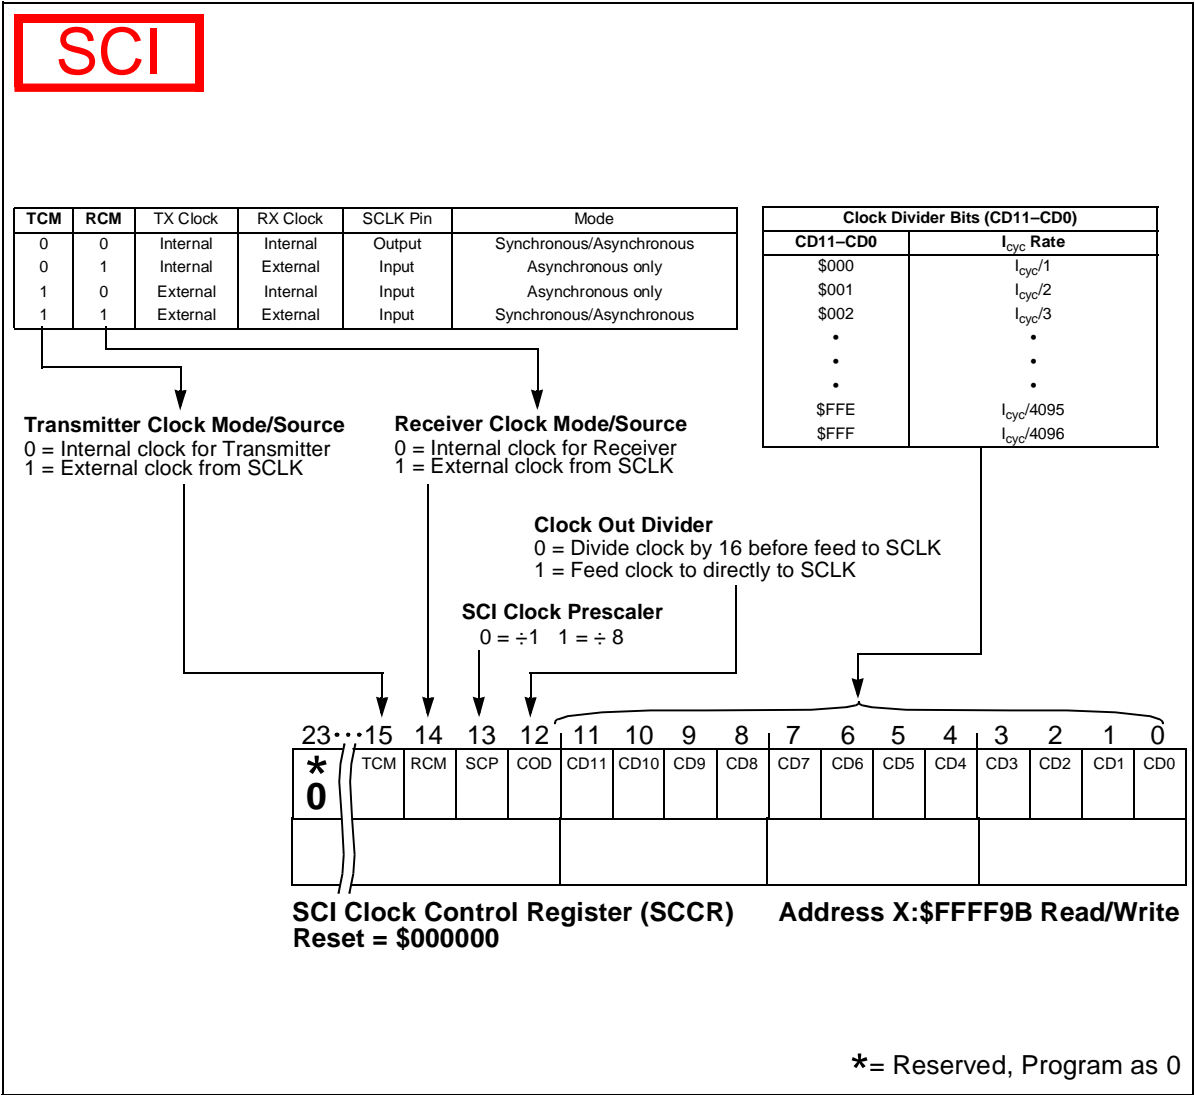 SCI
TCM RCM TX Clock RX Clock SCLK Pin Mode
0 0 Internal Internal Output Synchronous/Asynchronous
0 1 Internal External Input Asynchronous only
1 0 External Internal Input Asynchronous only
1 1 External External Input Synchronous/Asynchronous
Clock Divider Bits (CD11–CD0)
CD11–CD0 Icyc Rate
$000 Icyc/1
$001 Icyc/2
$002 Icyc/3
• •
• •
• •
$FFE Icyc/4095
$FFF Icyc/4096
Transmitter Clock Mode/Source
0 = Internal clock for Transmitter
1 = External clock from SCLK
Receiver Clock Mode/Source
0 = Internal clock for Receiver
1 = External clock from SCLK
Clock Out Divider
0 = Divide clock by 16 before feed to SCLK
1 = Feed clock to directly to SCLK
SCI Clock Prescaler
0 = ÷1 1 = ÷ 8
23 ··· 15 14 13 12 11 10 9 8 7 6 5 4 3 2 1 0
* TCM RCM SCP COD CD11 CD10 CD9 CD8 CD7 CD6 CD5 CD4 CD3 CD2 CD1 CD0
0
SCI Clock Control Register (SCCR) Address X:$FFFF9B Read/Write
Reset = $000000
*= Reserved, Program as 0